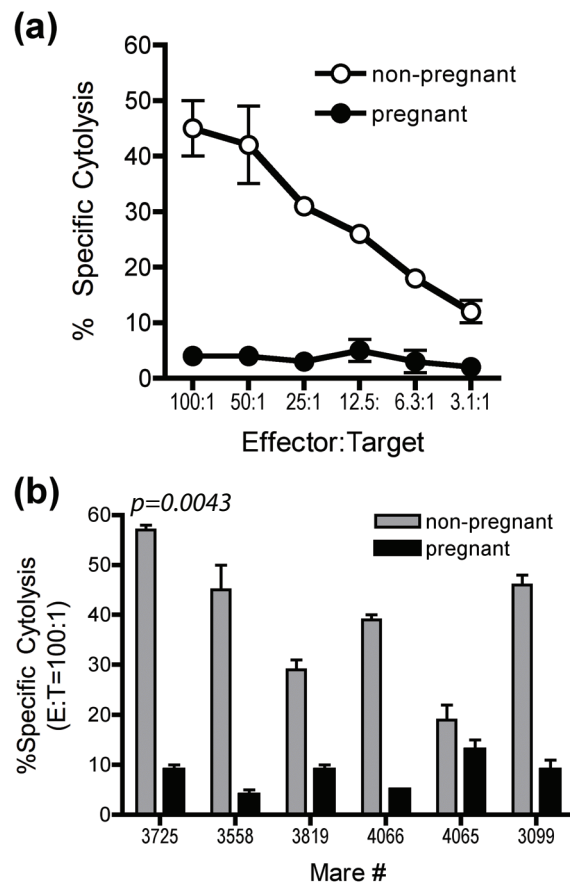 (a)
60
50
40
30
20
10
0
% Specific Cytolysis
non-pregnant
pregnant
100:1 50:1 25:1 12.5: 6.3:1 3.1:1
Effector:Target
(b)
p=0.0043
60
50
40
30
20
10
0
%Specific Cytolysis
(E:T=100:1)
non-pregnant
pregnant
3725 3558 3819 4066 4065 3099
Mare #